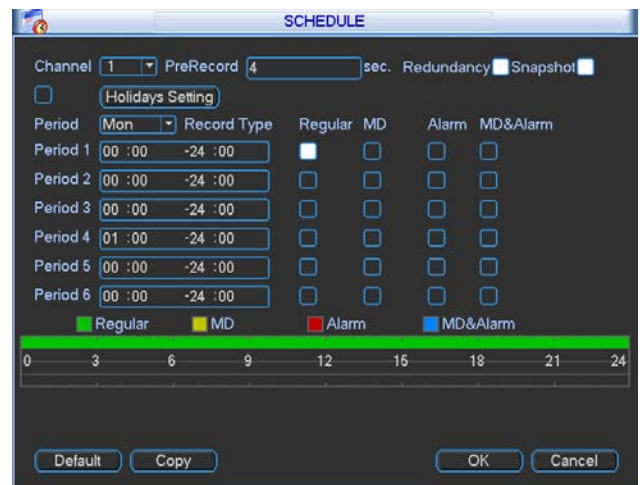 SCHEDULE
Channel 1 PreRecord 4 sec. Redundancy Snapshot
Holidays Setting
Period Mon Record Type Regular MD Alarm MD&Alarm
Period 1 00 :00 -24 :00
Period 2 00 :00 -24 :00
Period 3 00 :00 -24 :00
Period 4 01 :00 -24 :00
Period 5 00 :00 -24 :00
Period 6 00 :00 -24 :00
Regular MD Alarm MD&Alarm
0 3 6 9 12 15 18 21 24
Default Copy OK Cancel